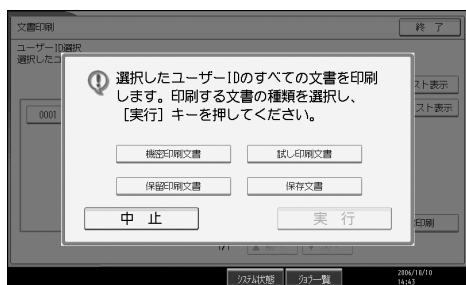 文書印刷
終 了
ユーザーID選択
選択したユ
スト表示
0001
スト表示
選択したユーザーIDのすべての文書を印刷
します。印刷する文書の種類を選択し、
［実行］キーを押してください。
機密印刷文書
試し印刷文書
保留印刷文書
保存文書
中 止
実 行
印刷
1/1
システム状態
ジョブ一覧
2006/10/10
14:43